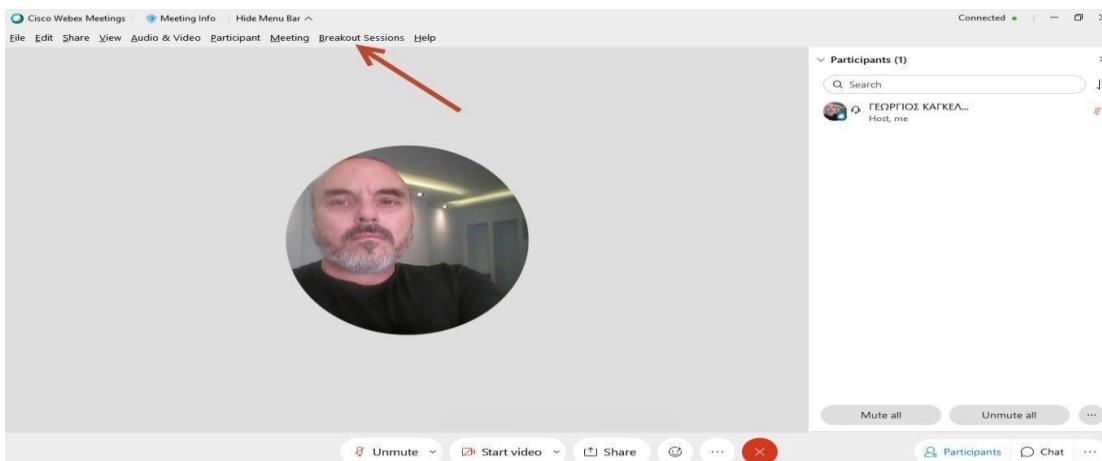 Cisco Webex Meetings Meeting Info Hide Menu Bar Connected
File Edit Share View Audio & Video Participant Meeting Breakout Sessions Help
Participants (1)
Search
ΓΕΩΡΓΙΟΣ ΚΑΓΚΕΛ...
Host, me
Mute all Unmute all ...
Unmute Start video Share ... Participants Chat ...